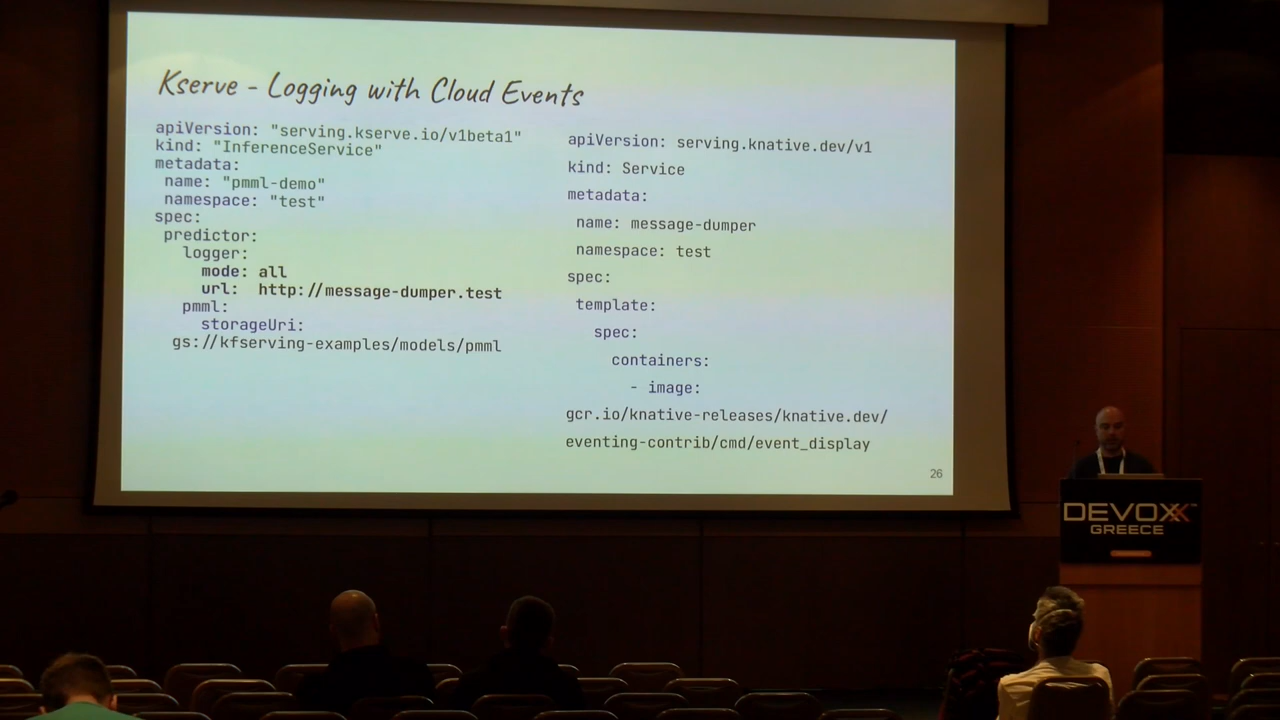 Kserve - Logging with Cloud Events
apiVersion: "serving.kserve.io/v1beta1"
kind: "InferenceService"
metadata:
name: "pmml-demo"
namespace: "test"
spec:
predictor:
logger:
mode: all
url: http://message-dumper.test
pmml:
storageUri:
gs://kfserving-examples/models/pmml
apiVersion: serving.knative.dev/v1
kind: Service
metadata:
name: message-dumper
namespace: test
spec:
template:
spec:
containers:
- image:
gcr.io/knative-releases/knative.dev/
eventing-contrib/cmd/event_display
26
DEVOXX
GREECE